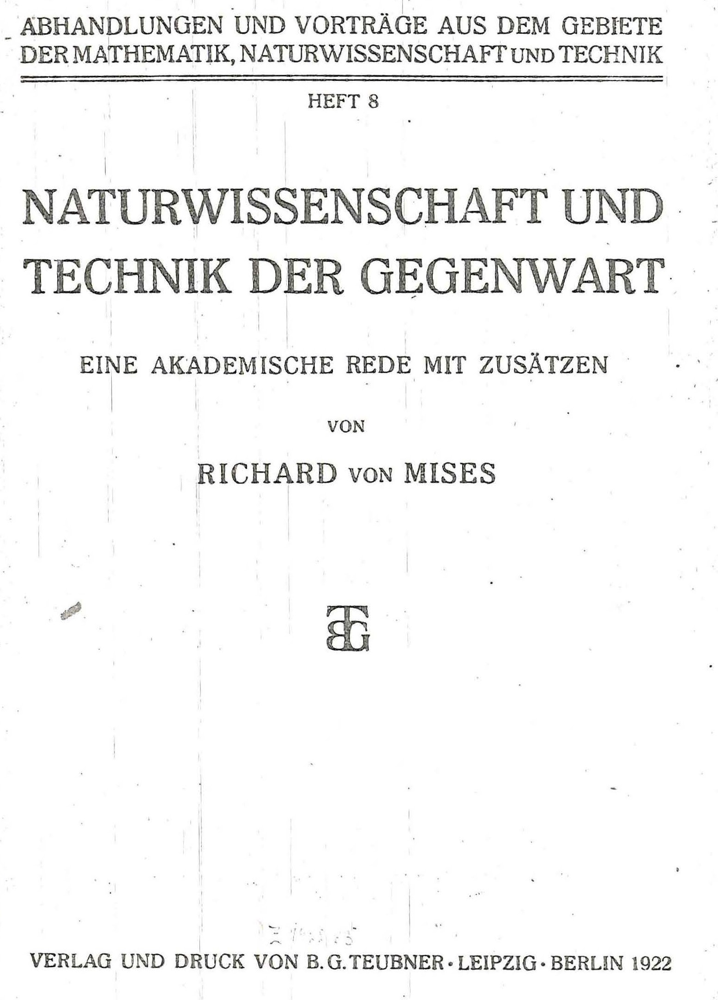 ABHANDLUNGEN UND VORTRÄGE AUS DEM GEBIETE
DER MATHEMATIK, NATURWISSENSCHAFT UND TECHNIK
HEFT 8
NATURWISSENSCHAFT UND
TECHNIK DER GEGENWART
EINE AKADEMISCHE REDE MIT ZUSÄTZEN
VON
RICHARD VON MISES
BTG
VERLAG UND DRUCK VON B. G. TEUBNER · LEIPZIG · BERLIN 1922